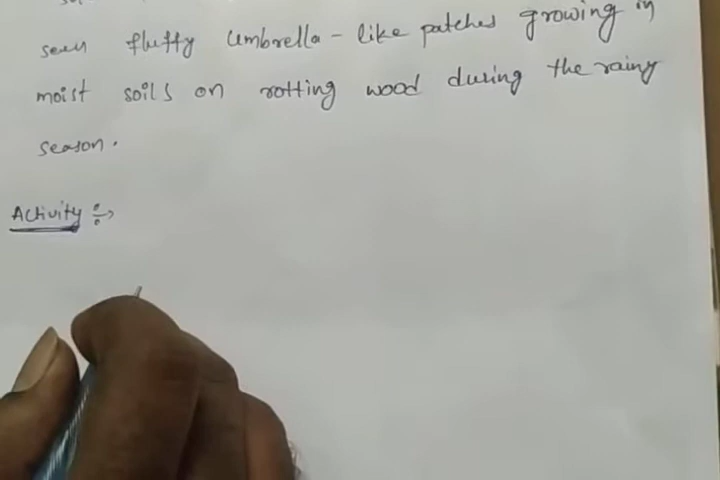 seen fluffy Umbrella - like patches growing in
moist soils on rotting wood during the rainy
season.
Activity :→